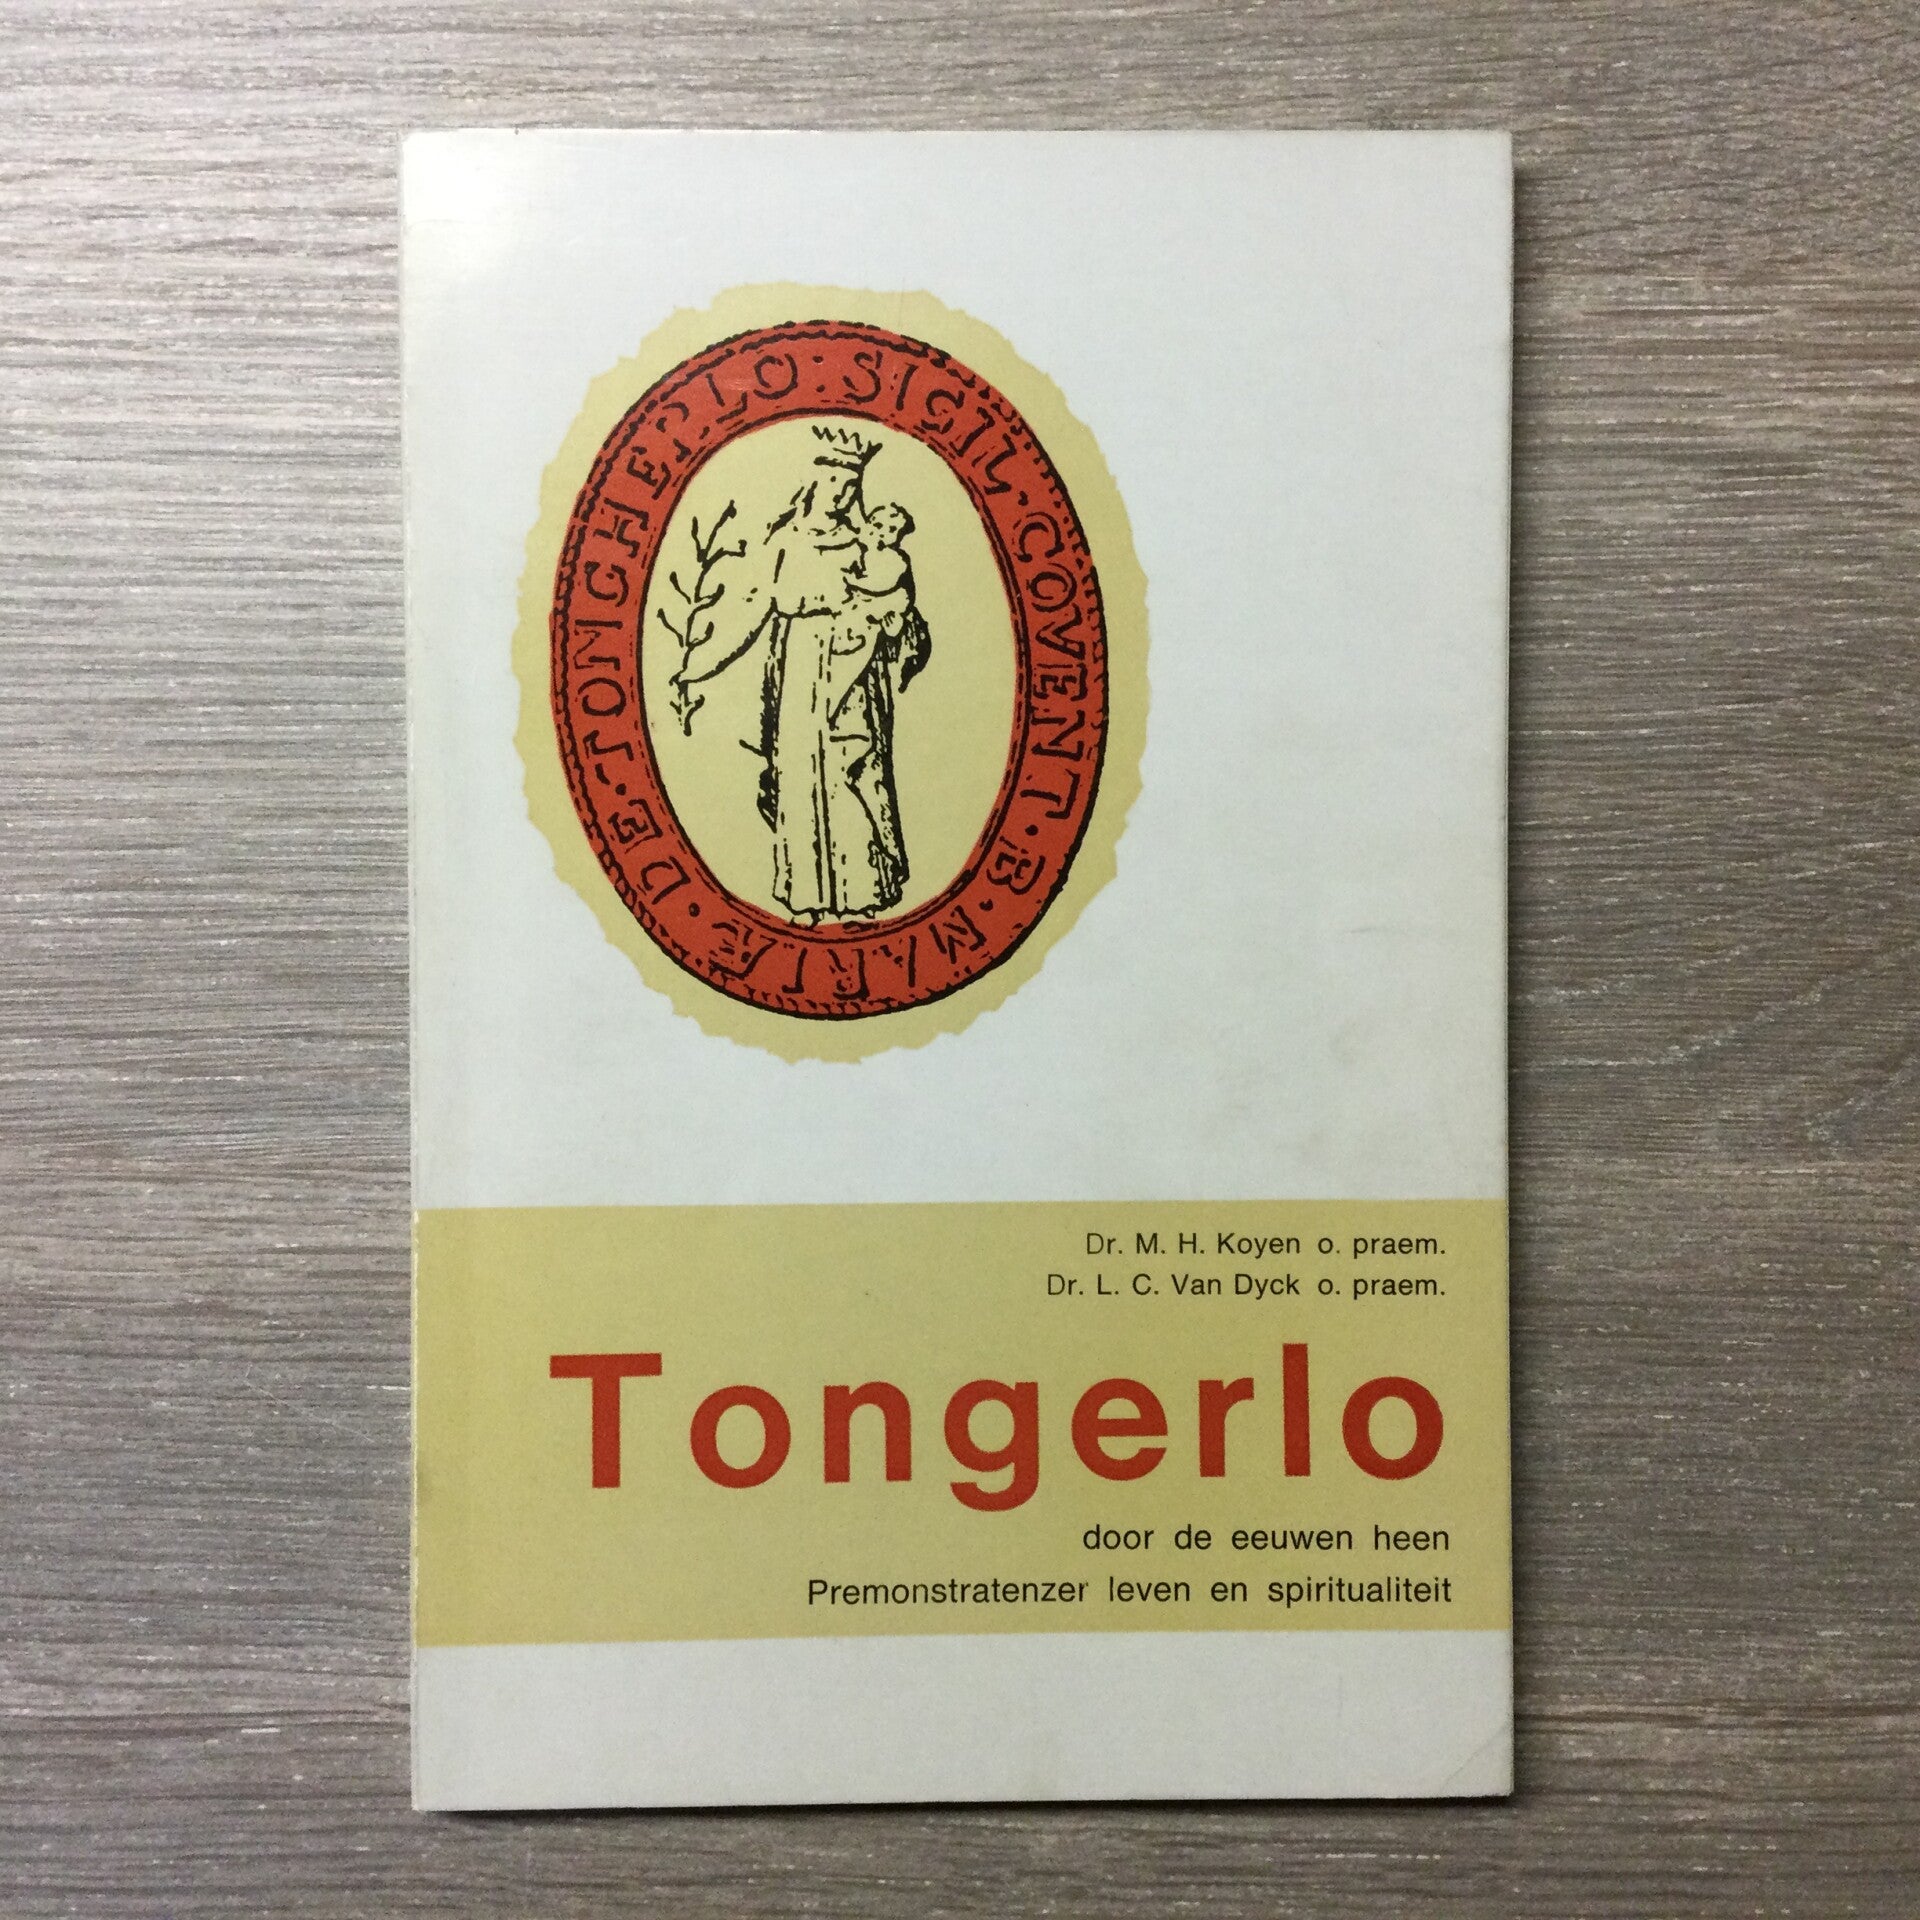 SIGIL·COVENT·B·MARIÆ·DE·TONGHERLO·
Dr. M. H. Koyen o. praem.
Dr. L. C. Van Dyck o. praem.
Tongerlo
door de eeuwen heen
Premonstratenzer leven en spiritualiteit